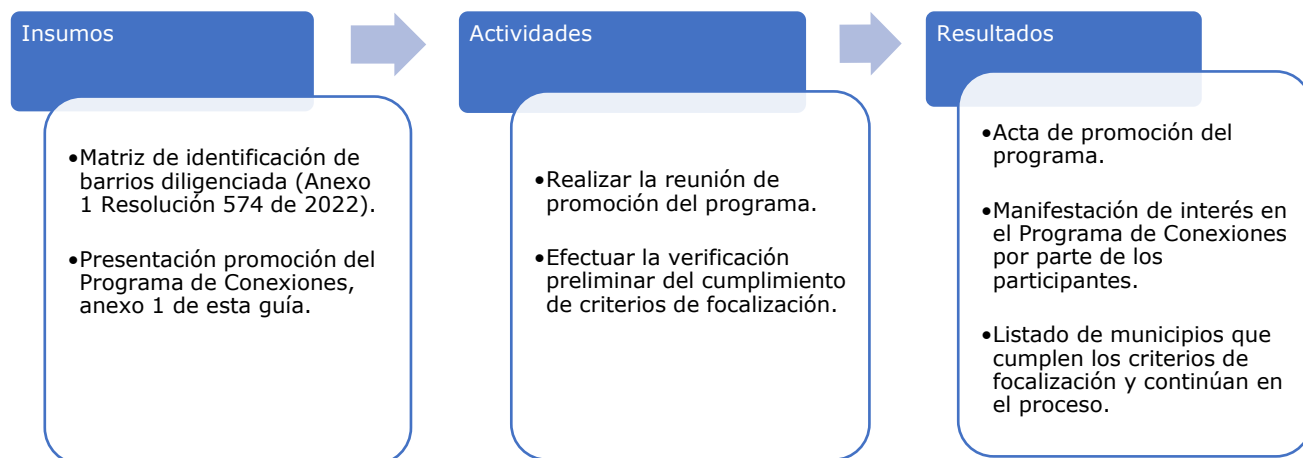 Insumos
•Matriz de identificación de
barrios diligenciada (Anexo
1 Resolución 574 de 2022).
•Presentación promoción del
Programa de Conexiones,
anexo 1 de esta guía.
Actividades
•Realizar la reunión de
promoción del programa.
•Efectuar la verificación
preliminar del cumplimiento
de criterios de focalización.
Resultados
•Acta de promoción del
programa.
•Manifestación de interés en
el Programa de Conexiones
por parte de los
participantes.
•Listado de municipios que
cumplen los criterios de
focalización y continúan en
el proceso.